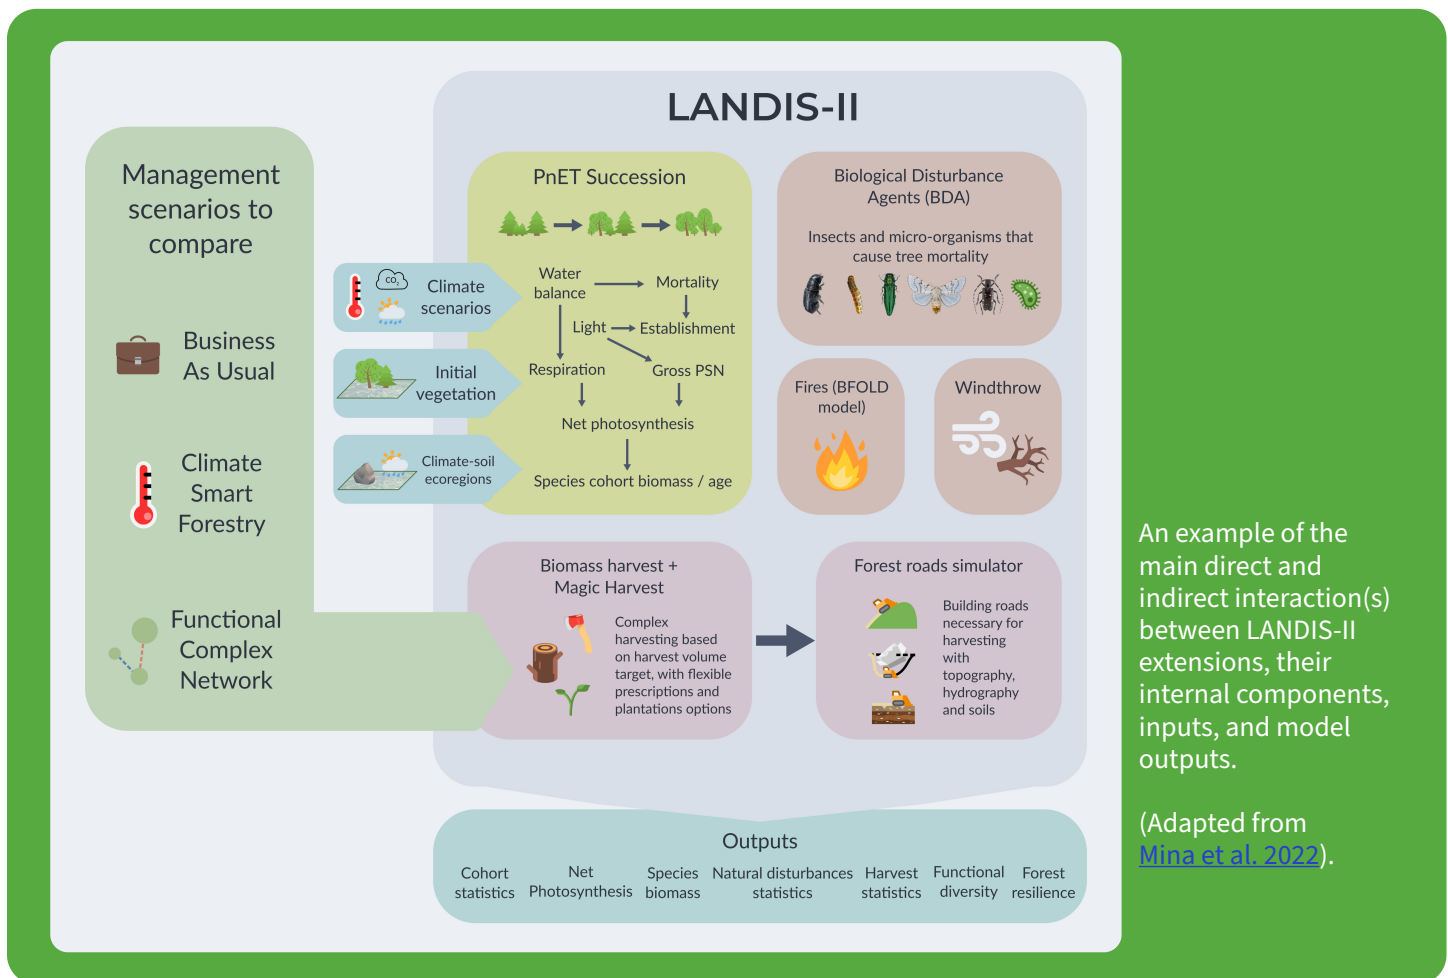 LANDIS-II
Management
scenarios to
compare
Business
As Usual
Climate
Smart
Forestry
Functional
Complex
Network
CO₂
Climate
scenarios
Initial
vegetation
Climate-soil
ecoregions
PnET Succession
Water
balance
Mortality
Light
Establishment
Respiration
Gross PSN
Net photosynthesis
Species cohort biomass / age
Biological Disturbance
Agents (BDA)
Insects and micro-organisms that
cause tree mortality
Fires (BFOLD
model)
Windthrow
Biomass harvest +
Magic Harvest
Complex
harvesting based
on harvest volume
target, with flexible
prescriptions and
plantations options
Forest roads simulator
Building roads
necessary for
harvesting
with
topography,
hydrography
and soils
Outputs
Cohort
statistics
Net
Photosynthesis
Species
biomass
Natural disturbances
statistics
Harvest
statistics
Functional
diversity
Forest
resilience
An example of the
main direct and
indirect interaction(s)
between LANDIS-II
extensions, their
internal components,
inputs, and model
outputs.
(Adapted from
Mina et al. 2022).